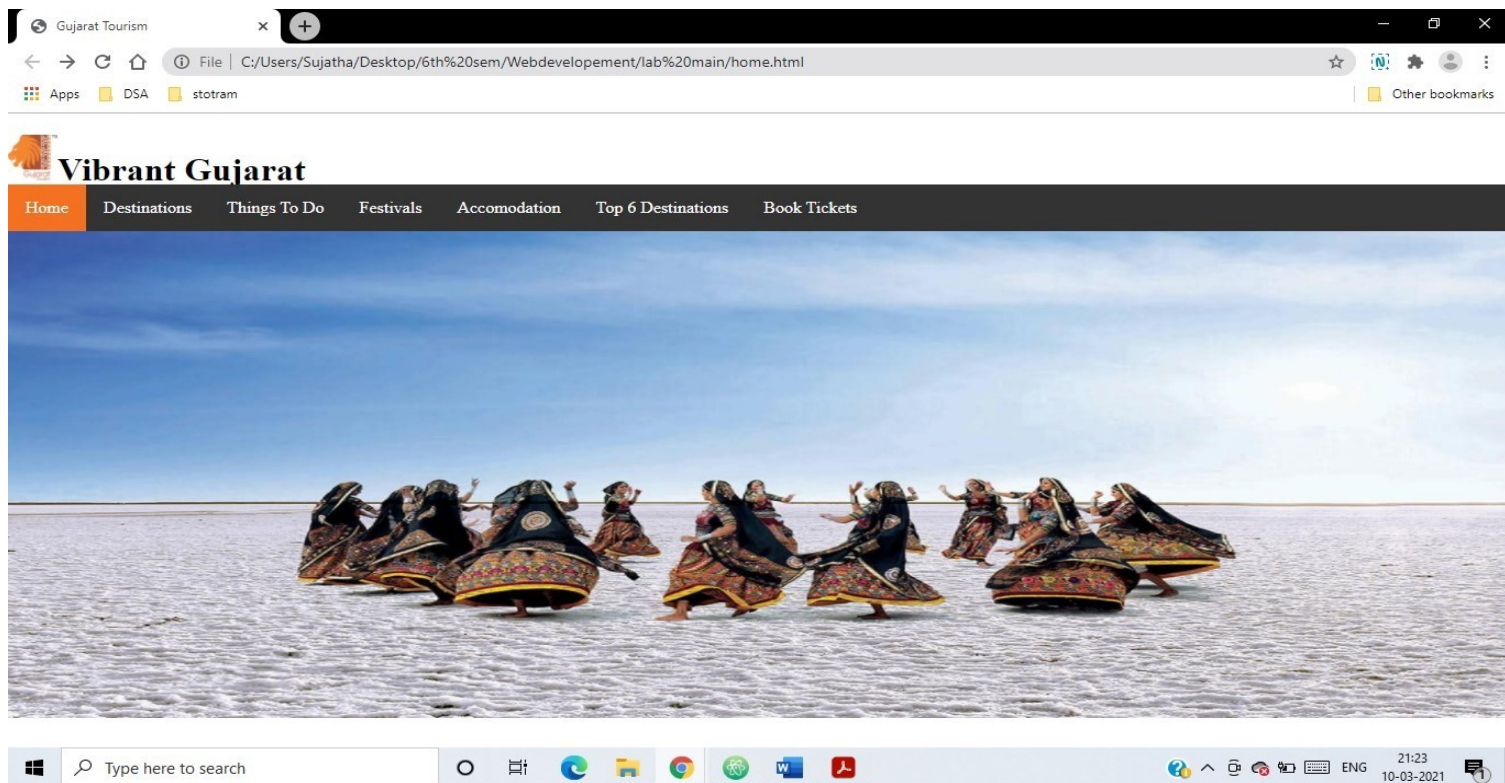 Gujarat Tourism
File | C:/Users/Sujatha/Desktop/6th%20sem/Webdevelopement/lab%20main/home.html
Apps DSA stotram Other bookmarks
Vibrant Gujarat
Home Destinations Things To Do Festivals Accomodation Top 6 Destinations Book Tickets
Type here to search
ENG 21:23
10-03-2021